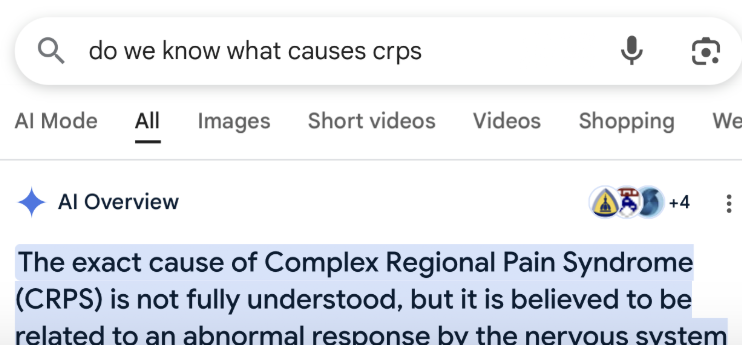 do we know what causes crps
AI Mode All Images Short videos Videos Shopping We
AI Overview +4
The exact cause of Complex Regional Pain Syndrome
(CRPS) is not fully understood, but it is believed to be
related to an abnormal response by the nervous system